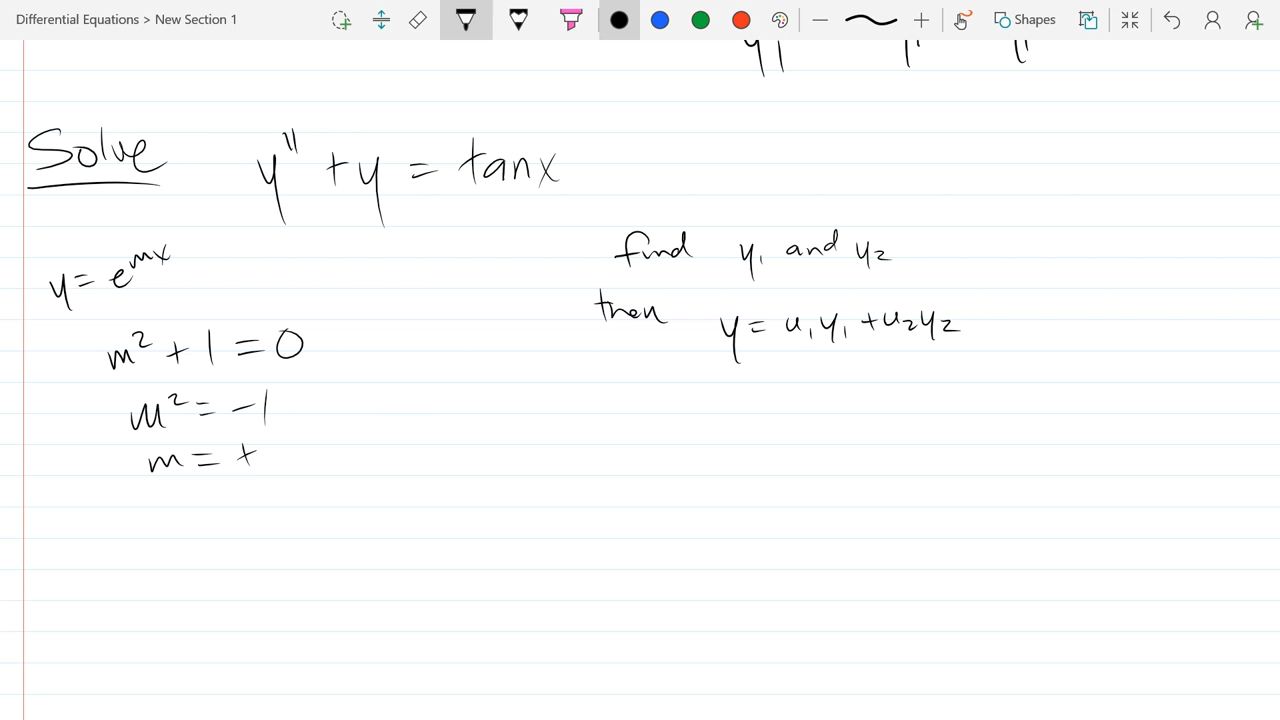 Differential Equations > New Section 1
Shapes
Solve y'' + y = tanx
y = e^mx
find y₁ and y₂
then y = u₁y₁ + u₂y₂
m² + 1 = 0
m² = -1
m = +